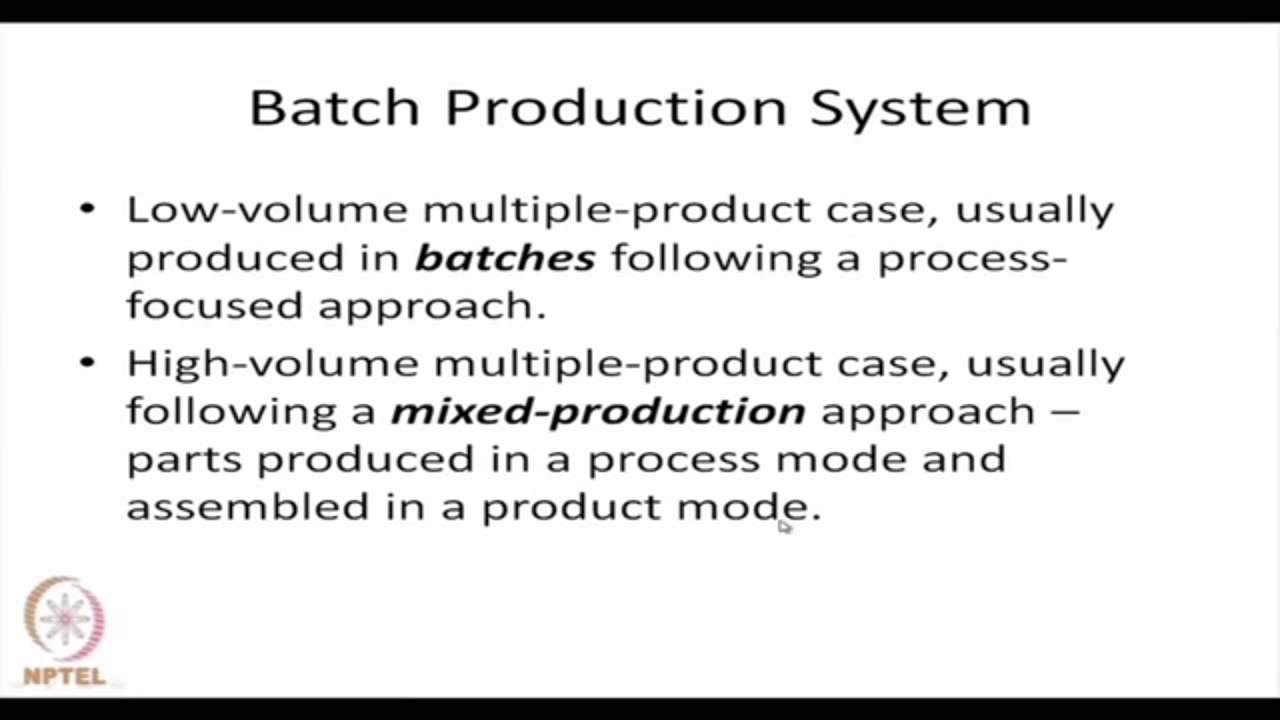 Batch Production System
• Low-volume multiple-product case, usually
produced in batches following a process-
focused approach.
• High-volume multiple-product case, usually
following a mixed-production approach –
parts produced in a process mode and
assembled in a product mode.
NPTEL